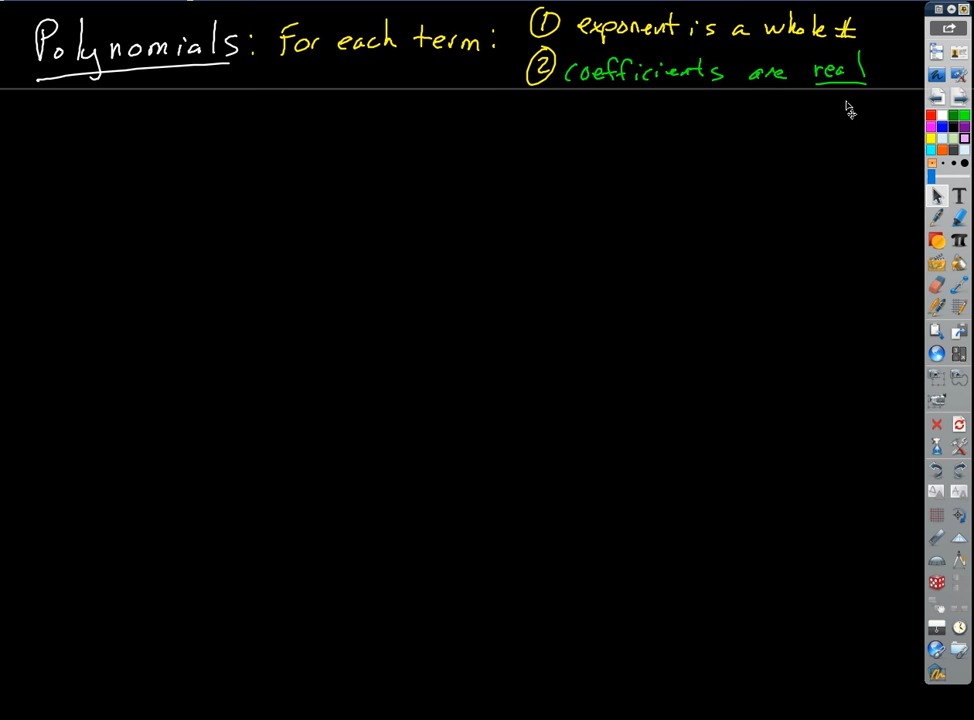 Polynomials: For each term: ① exponent is a whole #
② coefficients are real